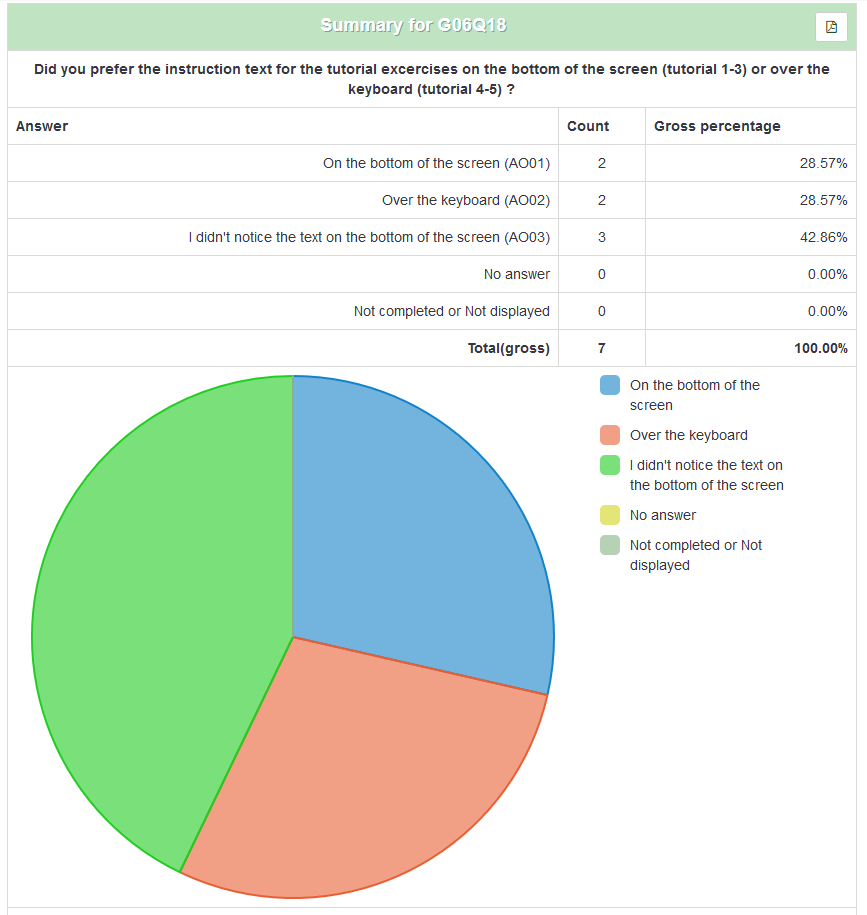 Summary for G06Q18
Did you prefer the instruction text for the tutorial excercises on the bottom of the screen (tutorial 1-3) or over the
keyboard (tutorial 4-5) ?
Answer Count Gross percentage
On the bottom of the screen (AO01) 2 28.57%
Over the keyboard (AO02) 2 28.57%
I didn't notice the text on the bottom of the screen (AO03) 3 42.86%
No answer 0 0.00%
Not completed or Not displayed 0 0.00%
Total(gross) 7 100.00%
On the bottom of the
screen
Over the keyboard
I didn't notice the text on
the bottom of the screen
No answer
Not completed or Not
displayed